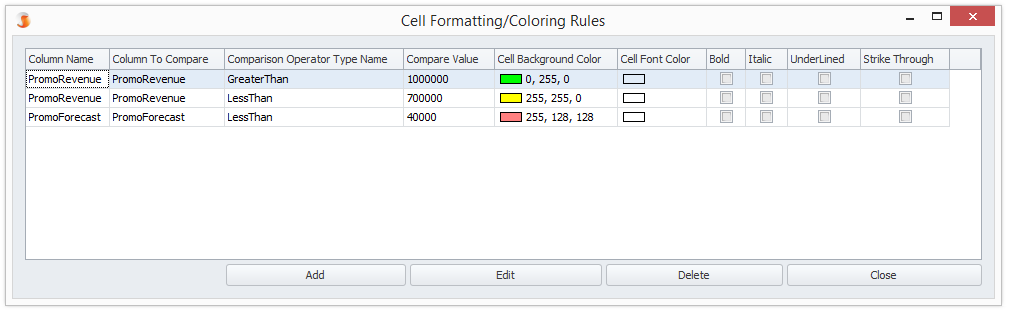 Cell Formatting/Coloring Rules
Column Name Column To Compare Comparison Operator Type Name Compare Value Cell Background Color Cell Font Color Bold Italic UnderLined Strike Through
PromoRevenue PromoRevenue GreaterThan 1000000 0, 255, 0
PromoRevenue PromoRevenue LessThan 700000 255, 255, 0
PromoForecast PromoForecast LessThan 40000 255, 128, 128
Add Edit Delete Close